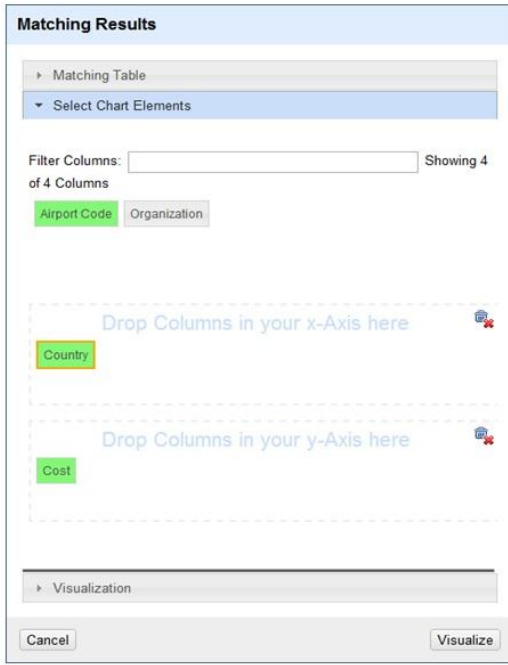 Matching Results
Matching Table
Select Chart Elements
Filter Columns: Showing 4
of 4 Columns
Airport Code Organization
Drop Columns in your x-Axis here
Country
Drop Columns in your y-Axis here
Cost
Visualization
Cancel Visualize